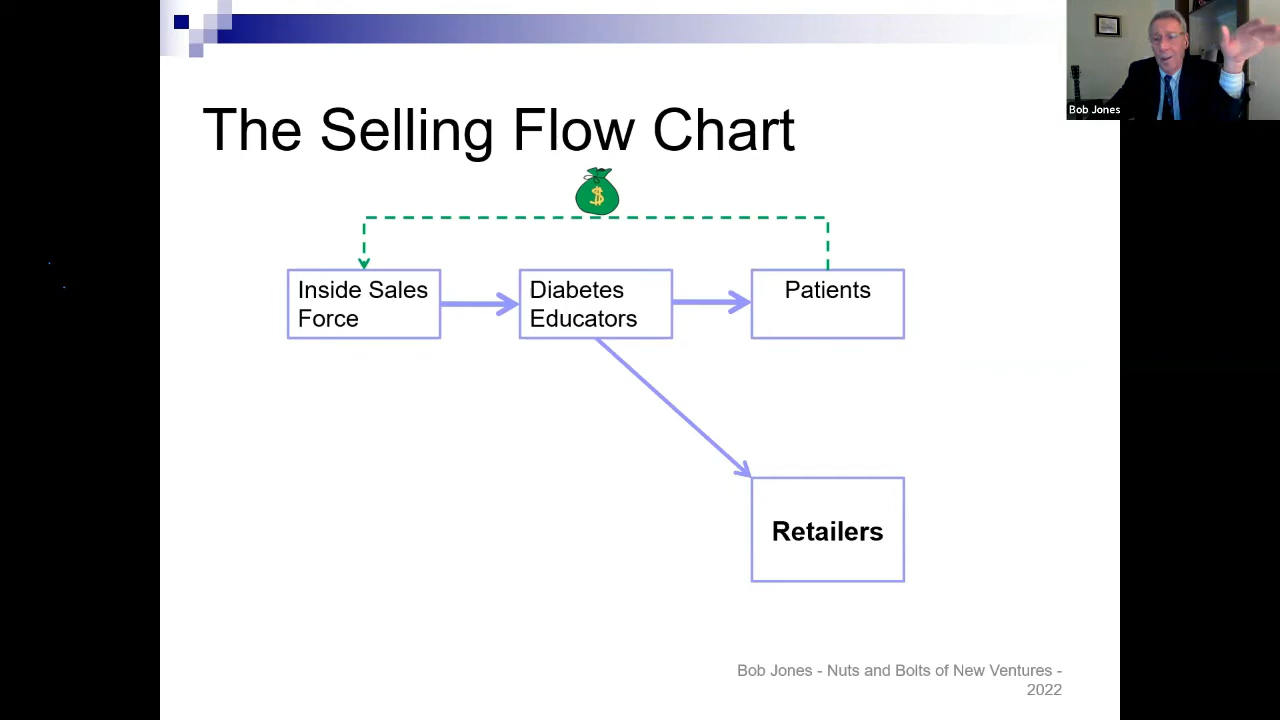 Bob Jones
The Selling Flow Chart
$
Inside Sales
Force
Diabetes
Educators
Patients
Retailers
Bob Jones - Nuts and Bolts of New Ventures -
2022